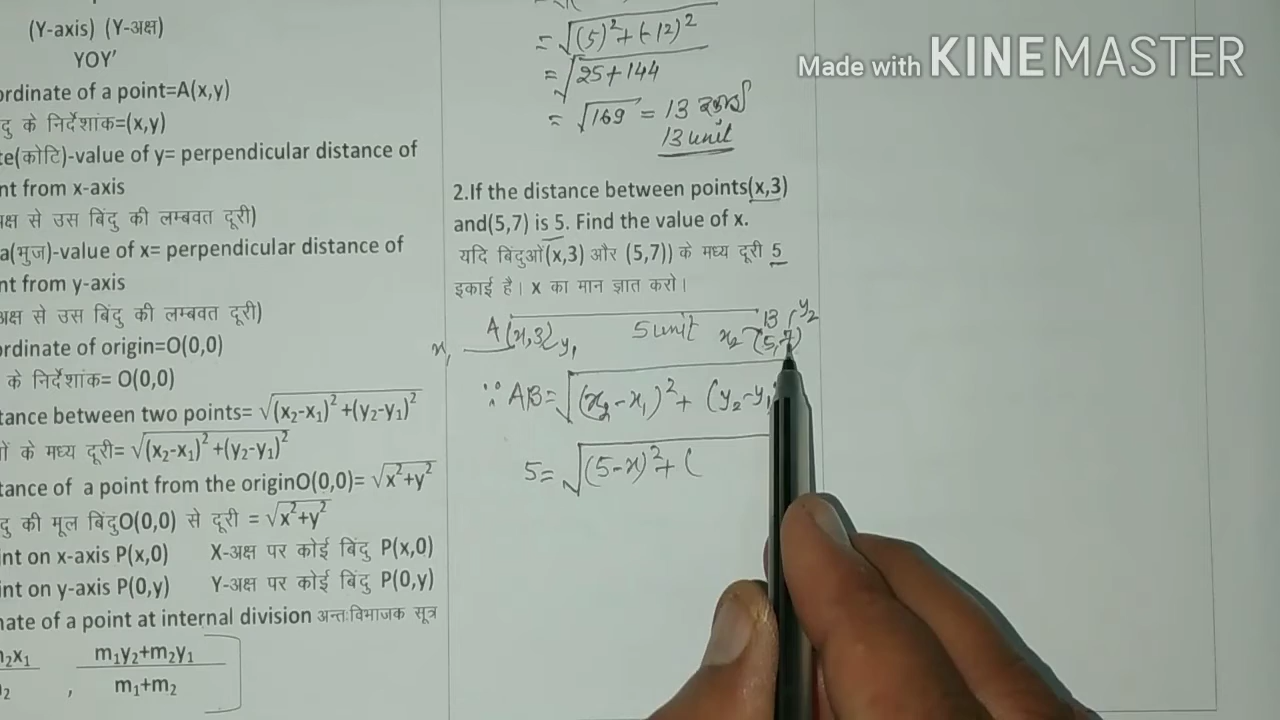 (Y-axis) (Y-अक्ष)
YOY'
ordinate of a point=A(x,y)
दु के निर्देशांक=(x,y)
te(कोटि)-value of y= perpendicular distance of
nt from x-axis
अक्ष से उस बिंदु की लम्बवत दूरी)
a(भुज)-value of x= perpendicular distance of
nt from y-axis
अक्ष से उस बिंदु की लम्बवत दूरी)
ordinate of origin=O(0,0)
के निर्देशांक= O(0,0)
tance between two points= √(x₂-x₁)²+(y₂-y₁)²
ों के मध्य दूरी= √(x₂-x₁)²+(y₂-y₁)²
tance of a point from the originO(0,0)= √x²+y²
दु की मूल बिंदुO(0,0) से दूरी = √x²+y²
int on x-axis P(x,0) X-अक्ष पर कोई बिंदु P(x,0)
int on y-axis P(0,y) Y-अक्ष पर कोई बिंदु P(0,y)
nate of a point at internal division अन्तःविभाजक सूत्र
n₂x₁ , m₁y₂+m₂y₁
₂ m₁+m₂
= √(5)²+(-12)²
= √25+144
= √169 = 13 इकाई
13 unit
2.If the distance between points(x,3)
and(5,7) is 5. Find the value of x.
यदि बिंदुओं(x,3) और (5,7)) के मध्य दूरी 5
इकाई है। x का मान ज्ञात करो।
A B y₂
x₁ (x,3) y₁ 5 unit x₂ (5,7)
∵ AB= √(x₂-x₁)²+ (y₂-y₁
5= √(5-x)²+ (
Made with KINEMASTER